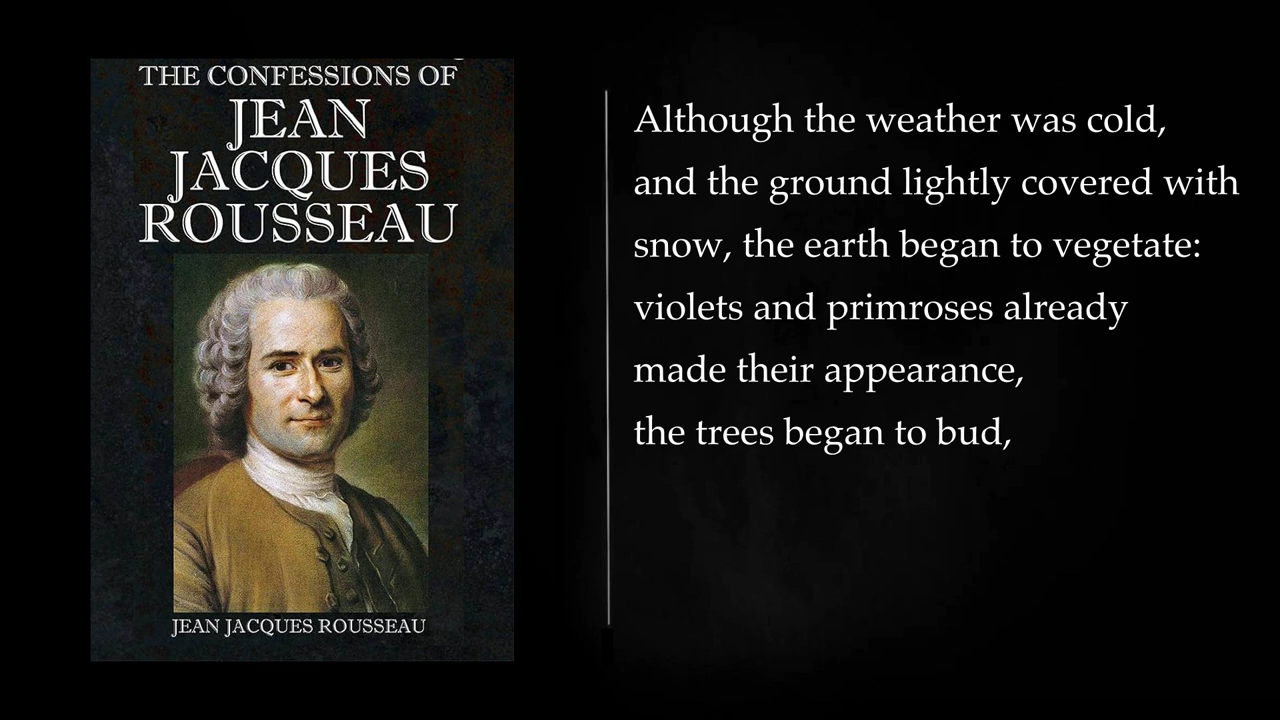 THE CONFESSIONS OF
JEAN
JACQUES
ROUSSEAU
JEAN JACQUES ROUSSEAU
Although the weather was cold,
and the ground lightly covered with
snow, the earth began to vegetate:
violets and primroses already
made their appearance,
the trees began to bud,